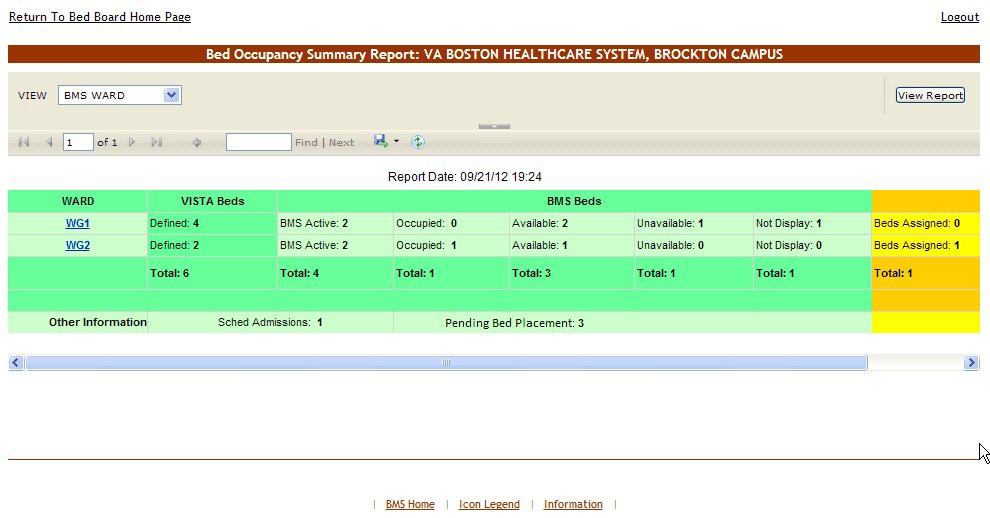 Return To Bed Board Home Page Logout
Bed Occupancy Summary Report: VA BOSTON HEALTHCARE SYSTEM, BROCKTON CAMPUS
VIEW BMS WARD View Report
1 of 1 Find | Next
Report Date: 09/21/12 19:24
WARD VISTA Beds BMS Beds
WG1 Defined: 4 BMS Active: 2 Occupied: 0 Available: 2 Unavailable: 1 Not Display: 1 Beds Assigned: 0
WG2 Defined: 2 BMS Active: 2 Occupied: 1 Available: 1 Unavailable: 0 Not Display: 0 Beds Assigned: 1
Total: 6 Total: 4 Total: 1 Total: 3 Total: 1 Total: 1 Total: 1
Other Information Sched Admissions: 1 Pending Bed Placement: 3
| BMS Home | Icon Legend | Information |